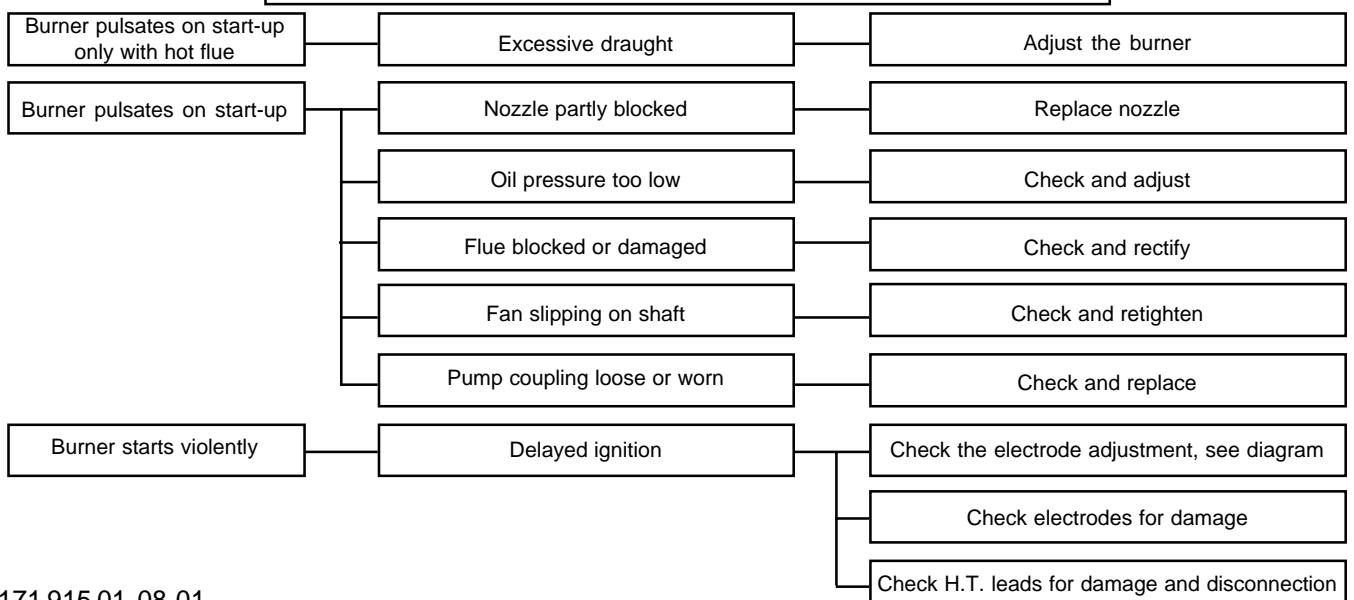 Burner pulsates on start-up
only with hot flue
Excessive draught
Adjust the burner
Burner pulsates on start-up
Nozzle partly blocked
Replace nozzle
Oil pressure too low
Check and adjust
Flue blocked or damaged
Check and rectify
Fan slipping on shaft
Check and retighten
Pump coupling loose or worn
Check and replace
Burner starts violently
Delayed ignition
Check the electrode adjustment, see diagram
Check electrodes for damage
Check H.T. leads for damage and disconnection
171 915 01 08-01